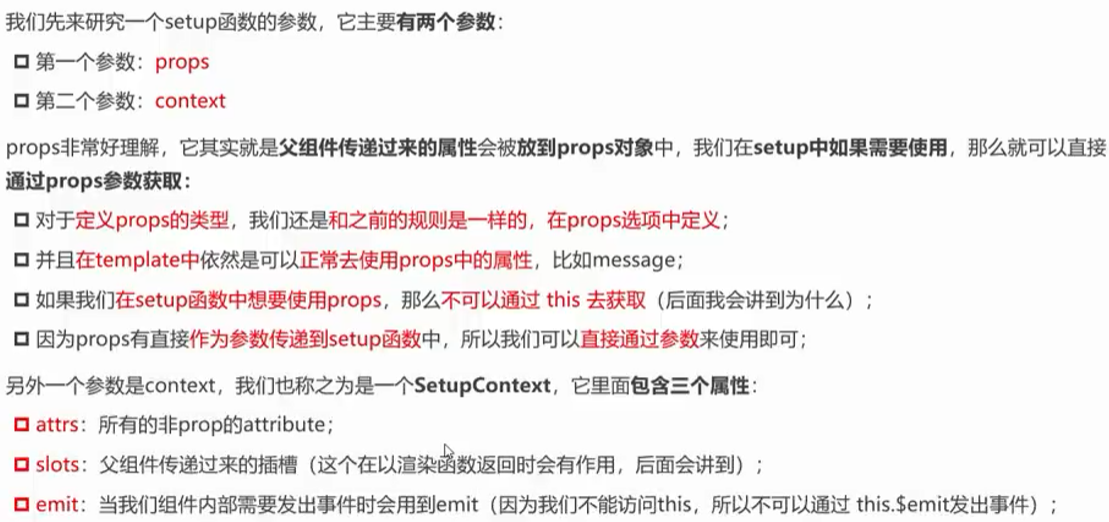 我们先来研究一个setup函数的参数，它主要有两个参数：
第一个参数：props
第二个参数：context
props非常好理解，它其实就是父组件传递过来的属性会被放到props对象中，我们在setup中如果需要使用，那么就可以直接
通过props参数获取：
对于定义props的类型，我们还是和之前的规则是一样的，在props选项中定义；
并且在template中依然是可以正常去使用props中的属性，比如message；
如果我们在setup函数中想要使用props，那么不可以通过 this 去获取（后面我会讲到为什么）；
因为props有直接作为参数传递到setup函数中，所以我们可以直接通过参数来使用即可；
另外一个参数是context，我们也称之为是一个SetupContext，它里面包含三个属性：
attrs：所有的非prop的attribute；
slots：父组件传递过来的插槽（这个在以渲染函数返回时会有作用，后面会讲到）；
emit：当我们组件内部需要发出事件时会用到emit（因为我们不能访问this，所以不可以通过 this.$emit发出事件）；